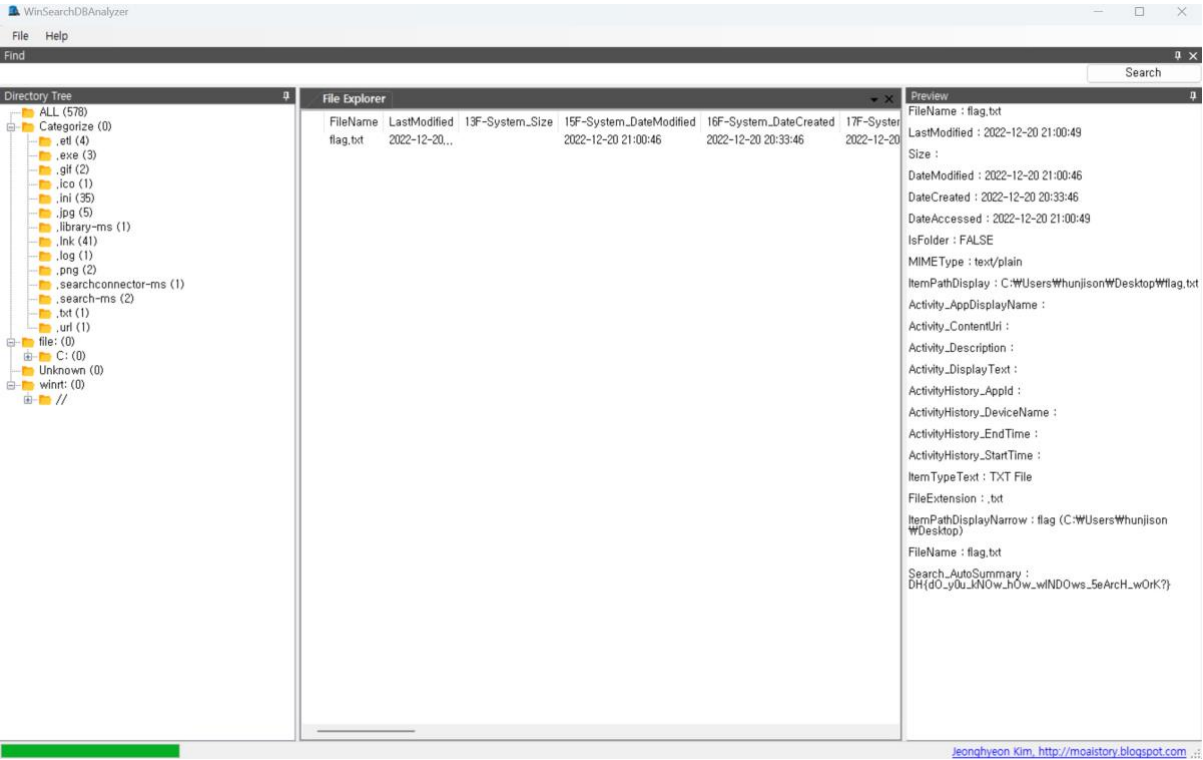 WinSearchDBAnalyzer
File Help
Find
Search
Directory Tree
ALL (578)
Categorize (0)
.etl (4)
.exe (3)
.gif (2)
.ico (1)
.ini (35)
.jpg (5)
.library-ms (1)
.lnk (41)
.log (1)
.png (2)
.searchconnector-ms (1)
.search-ms (2)
.txt (1)
.url (1)
file: (0)
C: (0)
Unknown (0)
winrt: (0)
//
File Explorer
FileName LastModified 13F-System_Size 15F-System_DateModified 16F-System_DateCreated 17F-System
flag.txt 2022-12-20... 2022-12-20 21:00:46 2022-12-20 20:33:46 2022-12-20
Preview
FileName : flag.txt
LastModified : 2022-12-20 21:00:49
Size :
DateModified : 2022-12-20 21:00:46
DateCreated : 2022-12-20 20:33:46
DateAccessed : 2022-12-20 21:00:49
IsFolder : FALSE
MIMEType : text/plain
ItemPathDisplay : C:₩Users₩hunjison₩Desktop₩flag.txt
Activity_AppDisplayName :
Activity_ContentUri :
Activity_Description :
Activity_DisplayText :
ActivityHistory_AppId :
ActivityHistory_DeviceName :
ActivityHistory_EndTime :
ActivityHistory_StartTime :
ItemTypeText : TXT File
FileExtension : .txt
ItemPathDisplayNarrow : flag (C:₩Users₩hunjison
₩Desktop)
FileName : flag.txt
Search_AutoSummary :
DH{dO_y0u_kNOw_hOw_wINDOws_5eArcH_wOrK?}
Jeonghyeon Kim, http://moaistory.blogspot.com